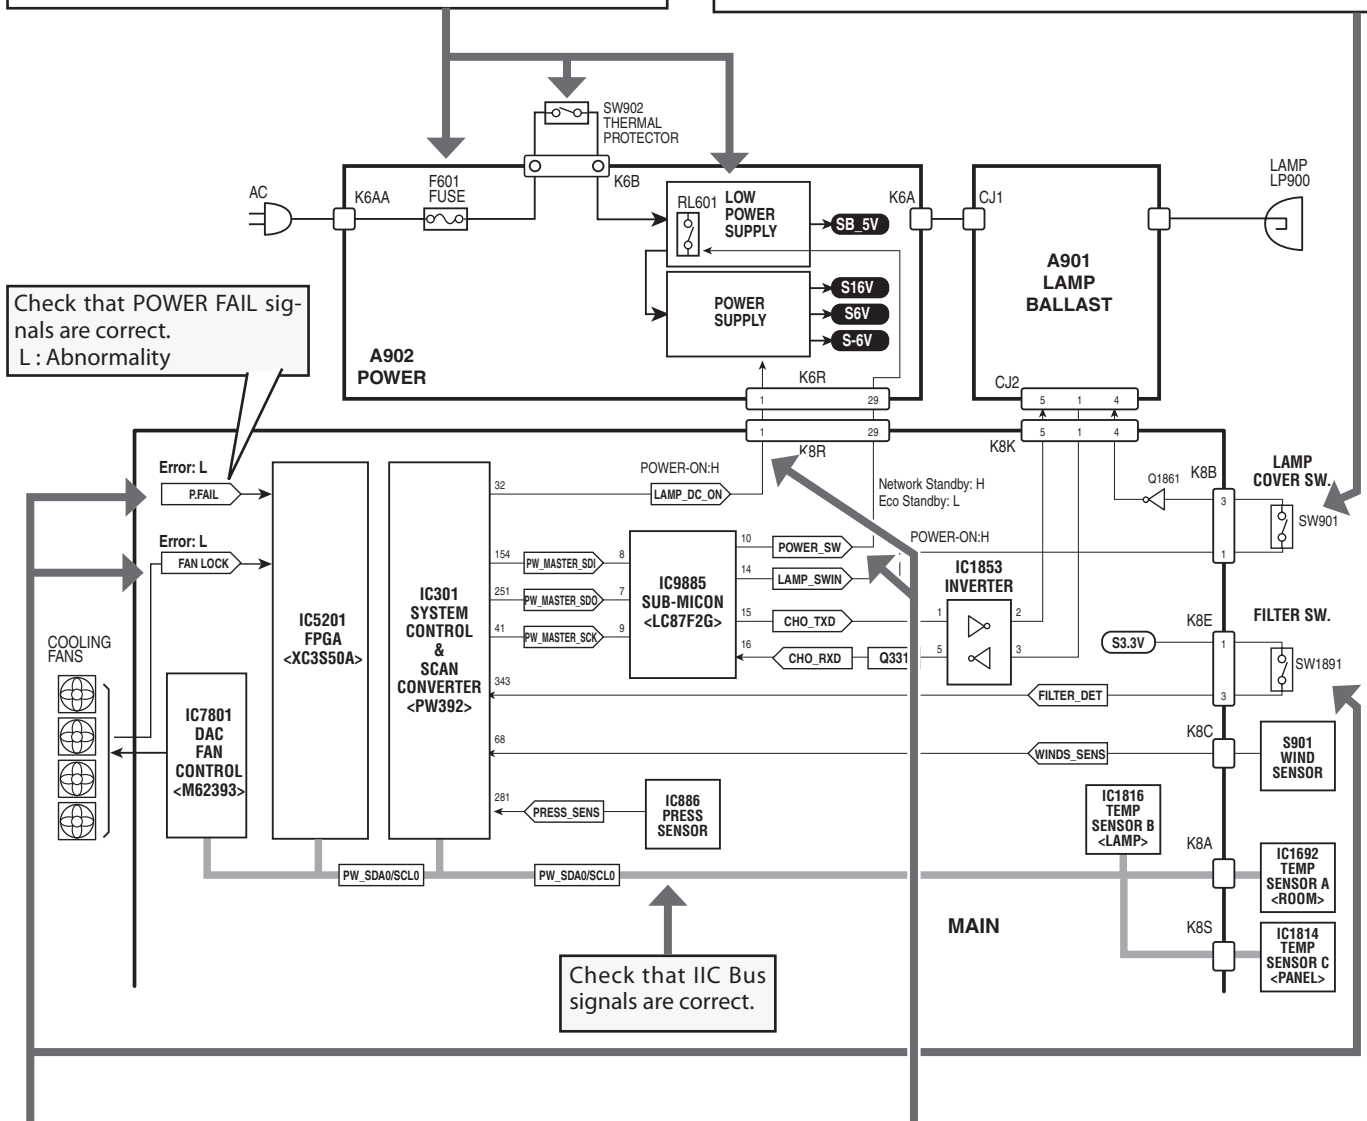 SW902
THERMAL
PROTECTOR
AC
K6AA
F601
FUSE
K6B
RL601
LOW
POWER
SUPPLY
SB_5V
K6A
CJ1
LAMP
LP900
A901
LAMP
BALLAST
Check that POWER FAIL sig-
nals are correct.
L : Abnormality
POWER
SUPPLY
S16V
S6V
S-6V
A902
POWER
K6R
1
29
CJ2
5
1
4
1
29
K8R
5
1
4
K8K
Error: L
P.FAIL
Error: L
FAN LOCK
32
POWER-ON:H
LAMP_DC_ON
Network Standby: H
Eco Standby: L
Q1861
K8B
LAMP
COVER SW.
3
SW901
1
POWER-ON:H
154
PW_MASTER_SDI
8
251
PW_MASTER_SDO
7
41
PW_MASTER_SCK
9
IC9885
SUB-MICON
<LC87F2G>
10
POWER_SW
14
LAMP_SWIN
15
CHO_TXD
16
CHO_RXD
Q331
IC1853
INVERTER
1
2
5
3
IC5201
FPGA
<XC3S50A>
IC301
SYSTEM
CONTROL
&
SCAN
CONVERTER
<PW392>
K8E
FILTER SW.
S3.3V
1
SW1891
3
343
FILTER_DET
COOLING
FANS
IC7801
DAC
FAN
CONTROL
<M62393>
68
WINDS_SENS
K8C
S901
WIND
SENSOR
281
PRESS_SENS
IC886
PRESS
SENSOR
IC1816
TEMP
SENSOR B
<LAMP>
K8A
IC1692
TEMP
SENSOR A
<ROOM>
PW_SDA0/SCL0
PW_SDA0/SCL0
MAIN
K8S
IC1814
TEMP
SENSOR C
<PANEL>
Check that IIC Bus
signals are correct.